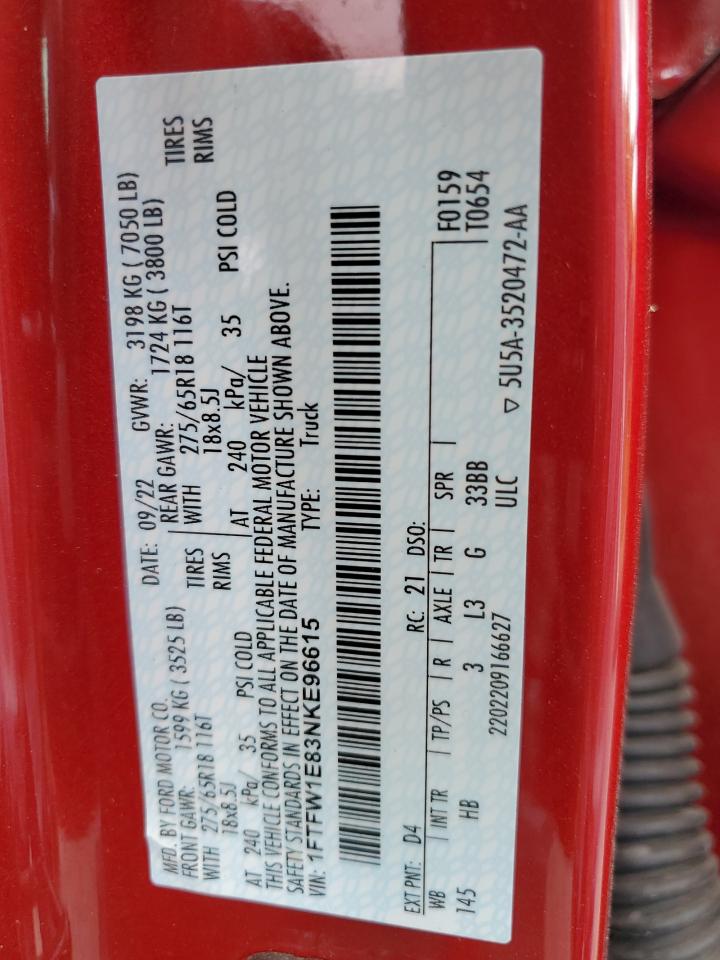 MFD. BY FORD MOTOR CO. DATE: 09/22 GVWR: 3198 KG ( 7050 LB)
FRONT GAWR: 1599 KG ( 3525 LB) REAR GAWR: 1724 KG ( 3800 LB)
WITH 275/65R18 116T TIRES WITH 275/65R18 116T TIRES
18x8.5J RIMS 18x8.5J RIMS
AT 240 kPa/ 35 PSI COLD AT 240 kPa/ 35 PSI COLD
THIS VEHICLE CONFORMS TO ALL APPLICABLE FEDERAL MOTOR VEHICLE
SAFETY STANDARDS IN EFFECT ON THE DATE OF MANUFACTURE SHOWN ABOVE.
VIN: 1FTFW1E83NKE96615 TYPE: Truck
EXT PNT: D4 RC: 21 DSO: F0159
WB INT TR TP/PS R AXLE TR SPR T0654
145 HB 3 L3 G 33BB
2202209166627 ULC ▽ 5U5A-3520472-AA